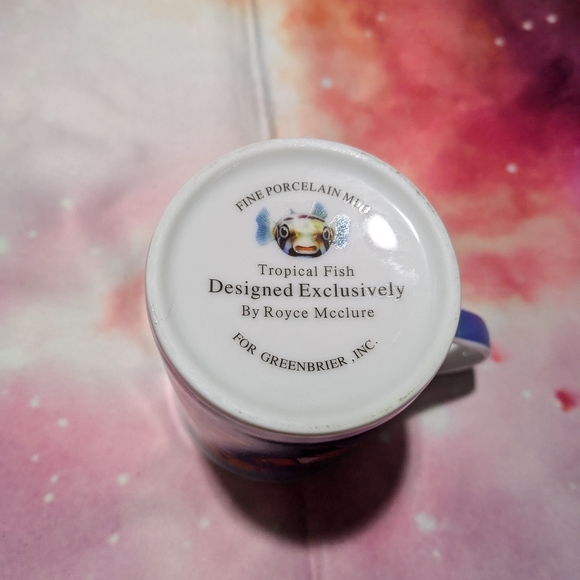 FINE PORCELAIN MUG
Tropical Fish
Designed Exclusively
By Royce Mcclure
FOR GREENBRIER ,INC.